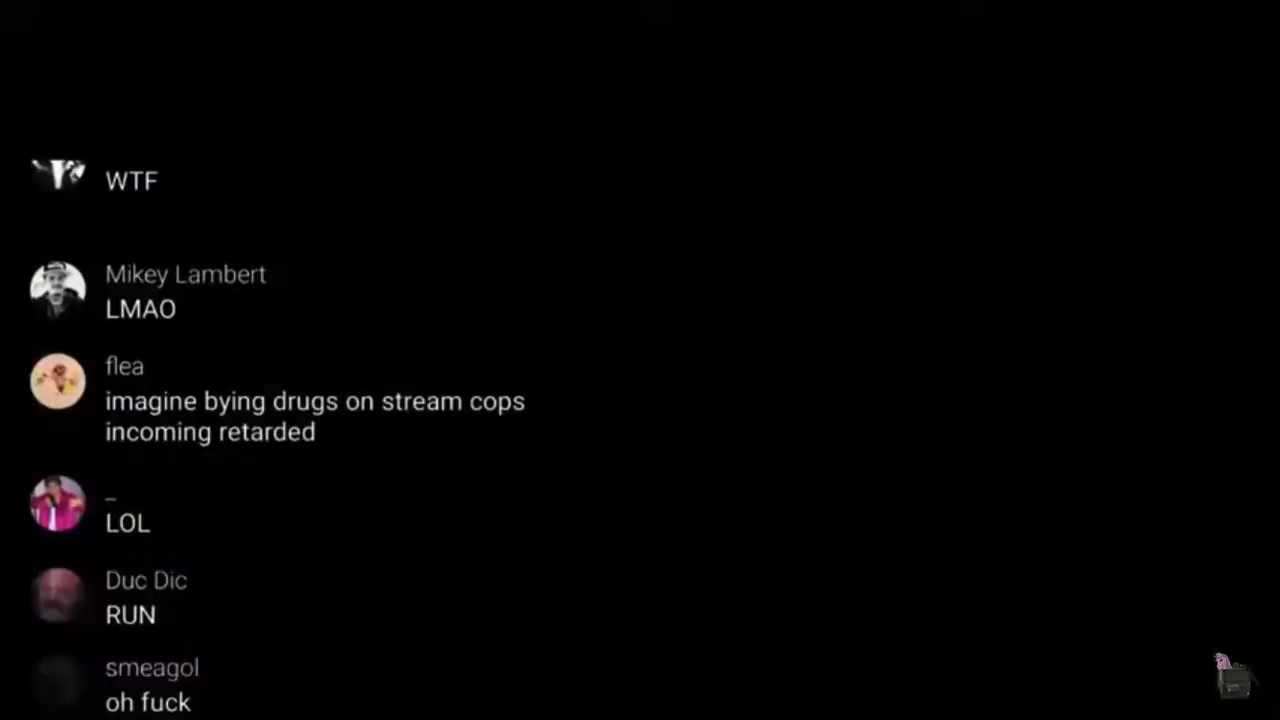 WTF
Mikey Lambert
LMAO
flea
imagine bying drugs on stream cops
incoming retarded
_
LOL
Duc Dic
RUN
smeagol
oh fuck